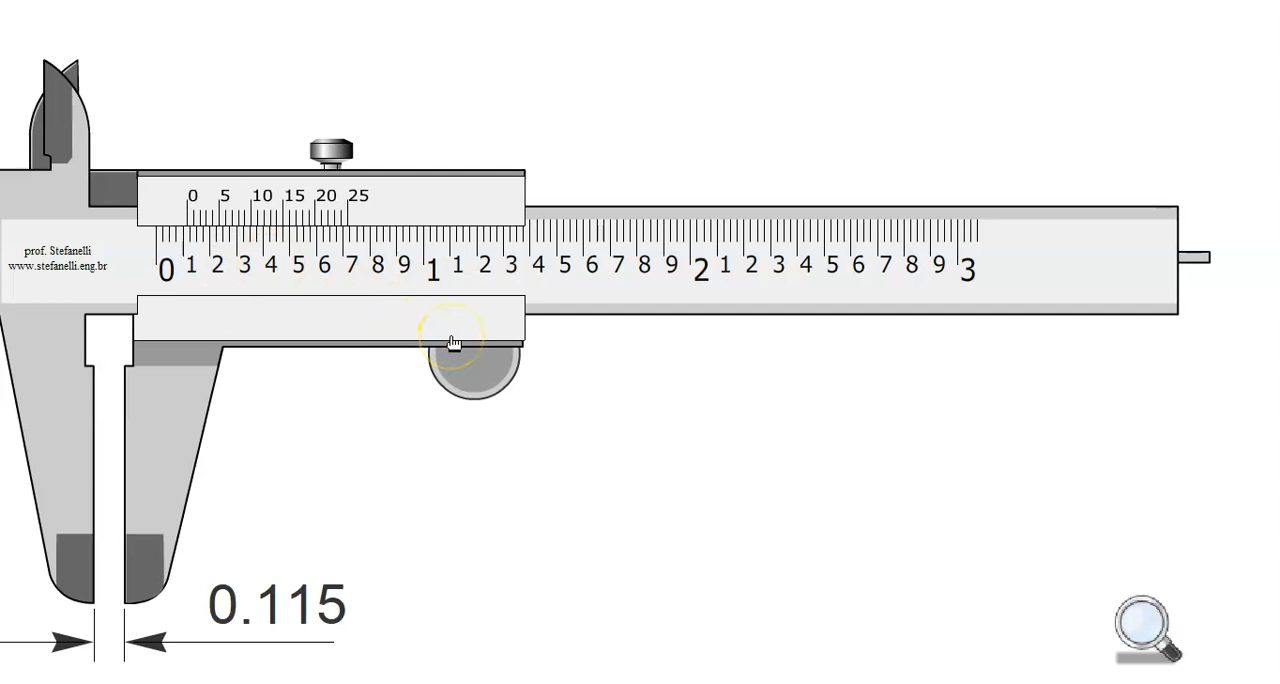 0 5 10 15 20 25
prof. Stefanelli
www.stefanelli.eng.br
0 1 2 3 4 5 6 7 8 9 1 1 2 3 4 5 6 7 8 9 2 1 2 3 4 5 6 7 8 9 3
0.115